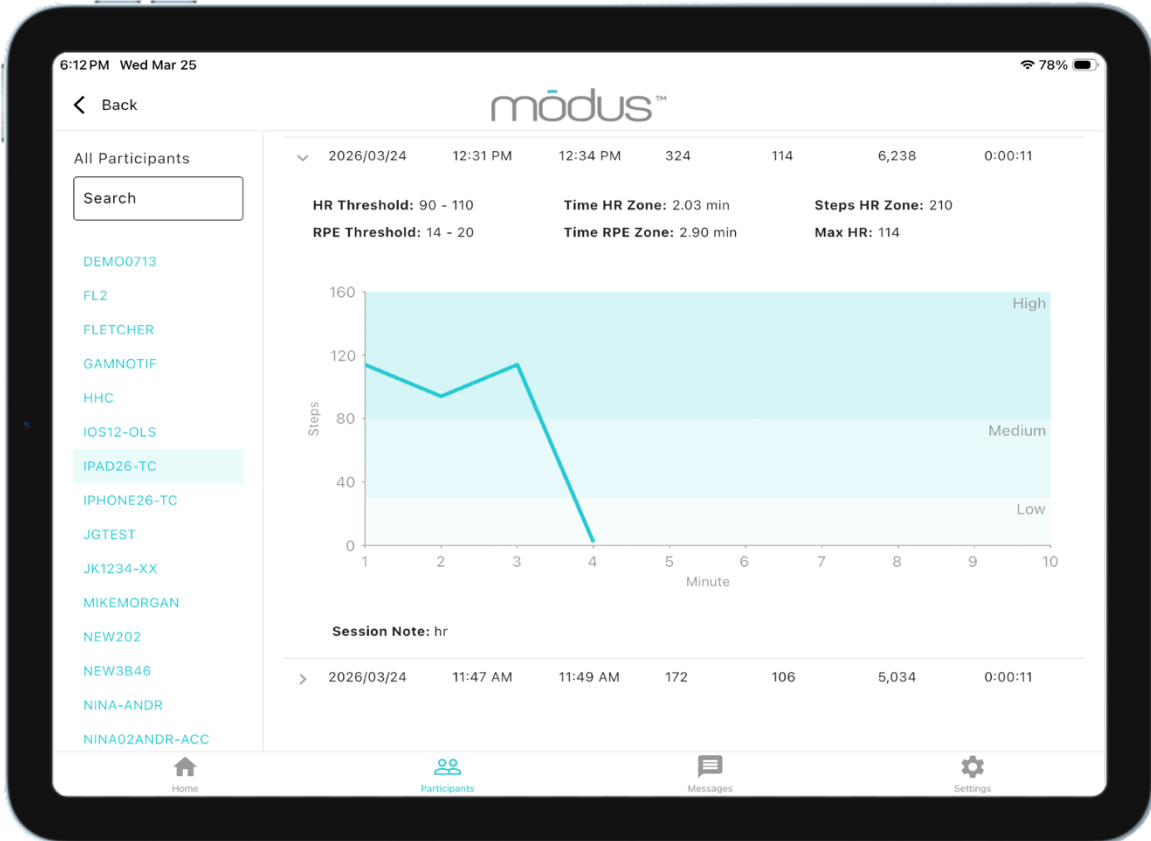 6:12 PM Wed Mar 25 78%
Back
mōdus™
All Participants
Search
DEMO0713
FL2
FLETCHER
GAMNOTIF
HHC
IOS12-OLS
IPAD26-TC
IPHONE26-TC
JGTEST
JK1234-XX
MIKEMORGAN
NEW202
NEW3B46
NINA-ANDR
NINA02ANDR-ACC
2026/03/24 12:31 PM 12:34 PM 324 114 6,238 0:00:11
HR Threshold: 90 - 110 Time HR Zone: 2.03 min Steps HR Zone: 210
RPE Threshold: 14 - 20 Time RPE Zone: 2.90 min Max HR: 114
160
120
80
40
0
Steps
High
Medium
Low
1 2 3 4 5 6 7 8 9 10
Minute
Session Note: hr
2026/03/24 11:47 AM 11:49 AM 172 106 5,034 0:00:11
Home Participants Messages Settings